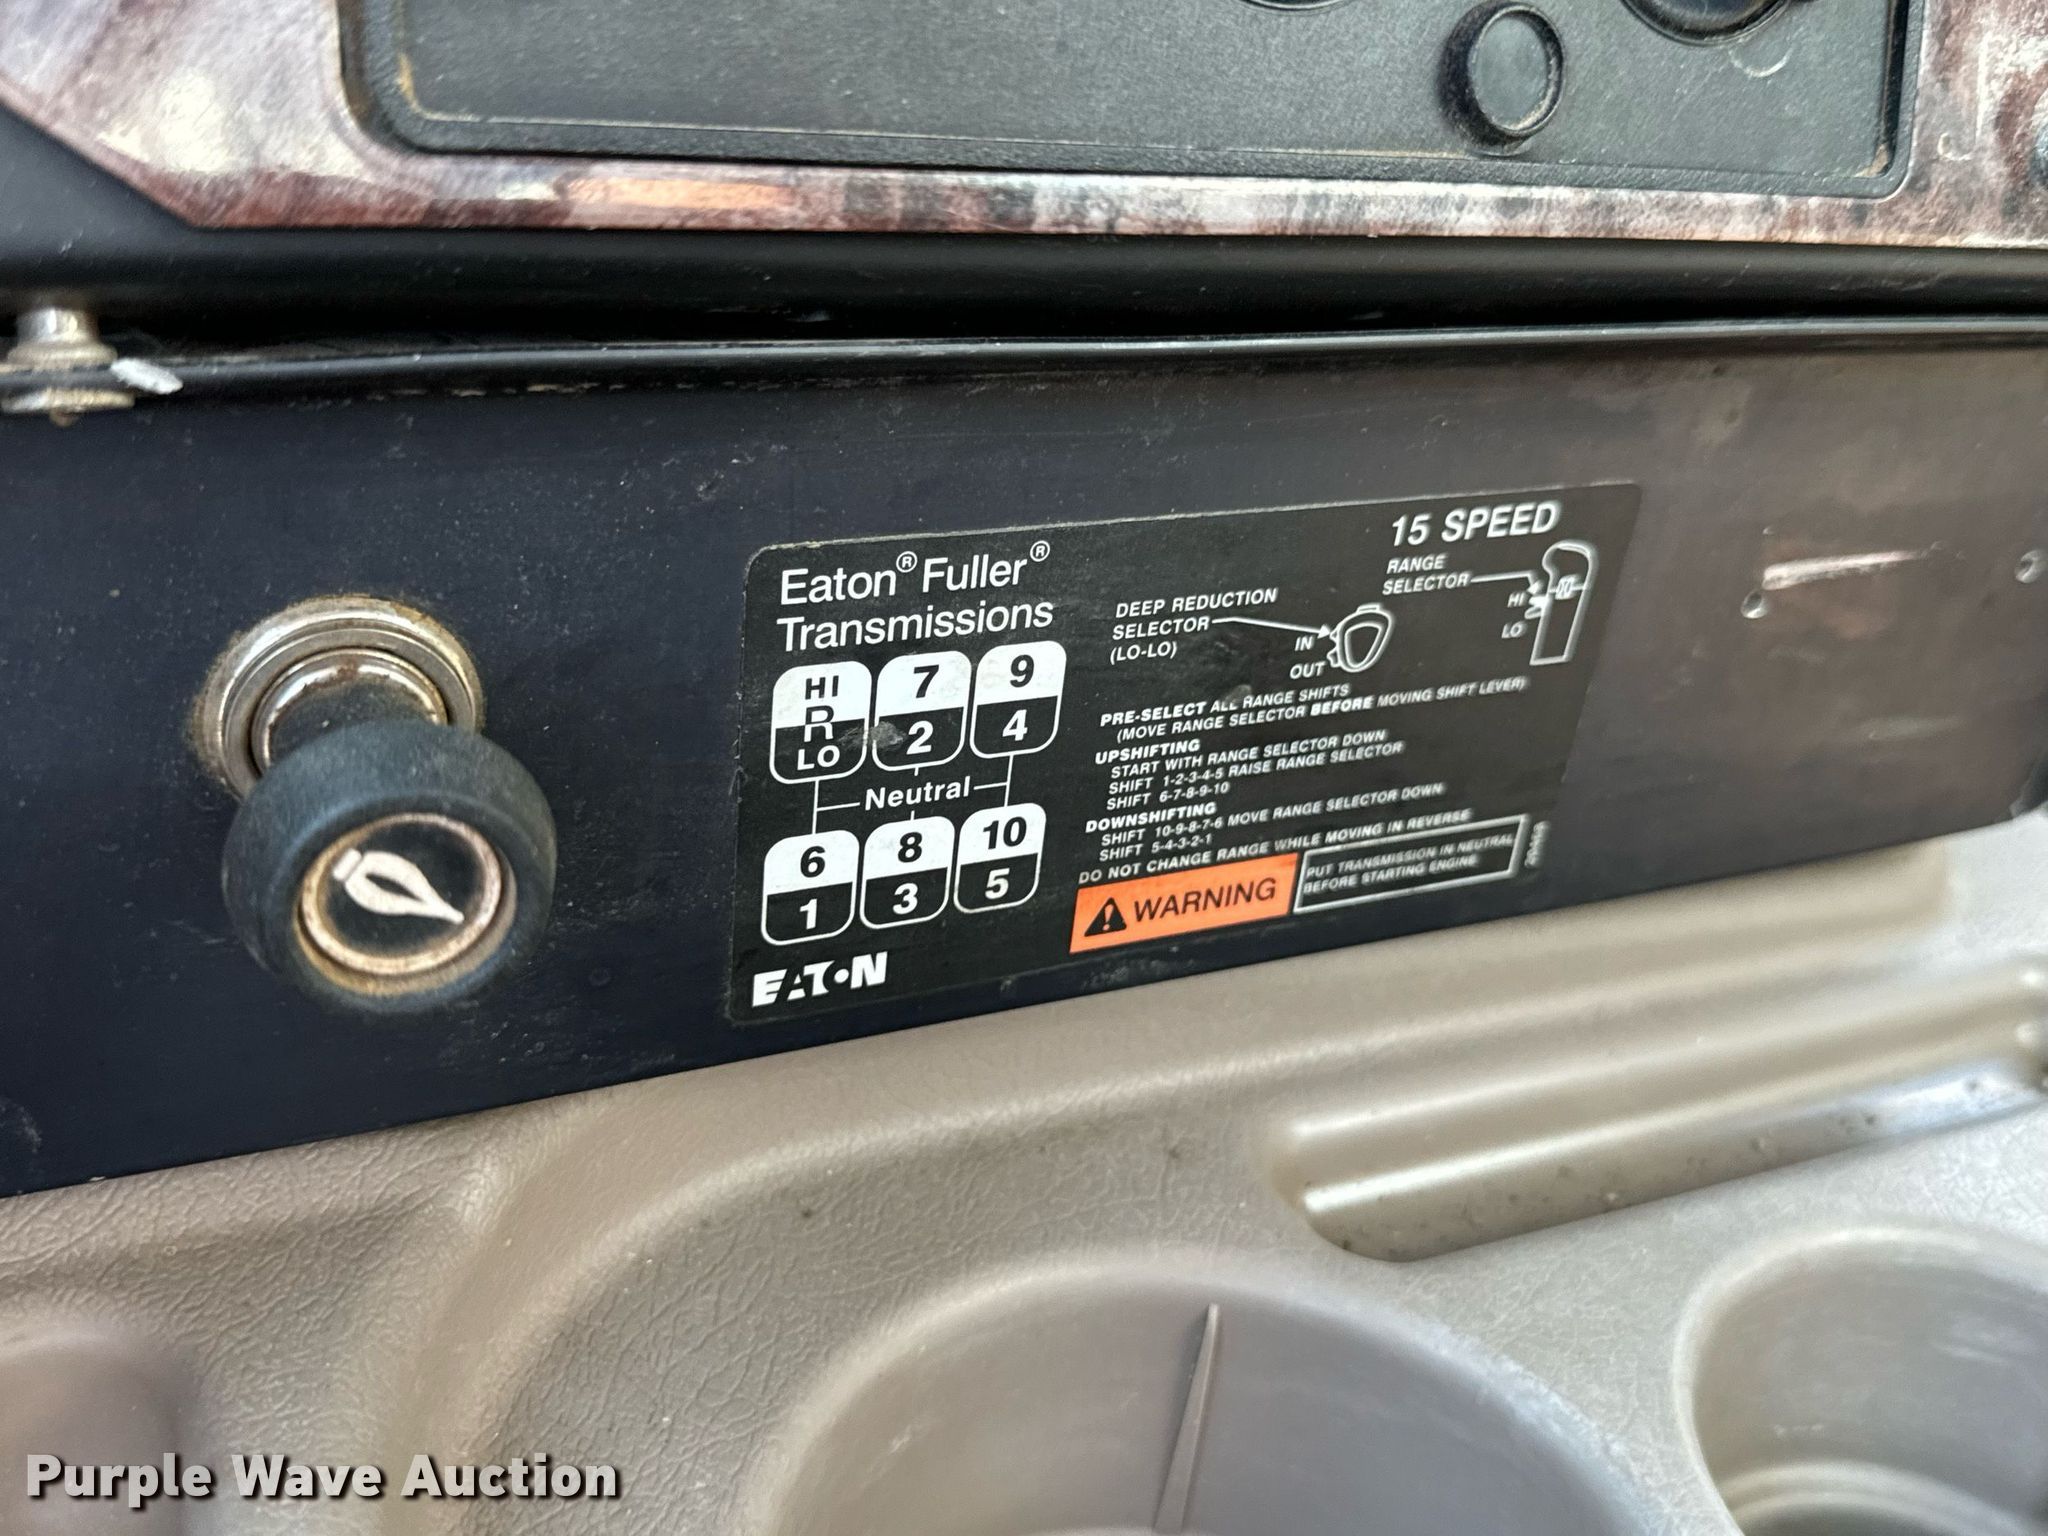 15 SPEED
Eaton® Fuller®
Transmissions
RANGE
SELECTOR
HI
LO
DEEP REDUCTION
SELECTOR
(LO-LO)
IN
OUT
HI
R
LO
7
2
9
4
Neutral
6
1
8
3
10
5
PRE-SELECT ALL RANGE SHIFTS
(MOVE RANGE SELECTOR BEFORE MOVING SHIFT LEVER)
UPSHIFTING
START WITH RANGE SELECTOR DOWN
SHIFT 1-2-3-4-5 RAISE RANGE SELECTOR
SHIFT 6-7-8-9-10
DOWNSHIFTING
SHIFT 10-9-8-7-6 MOVE RANGE SELECTOR DOWN
SHIFT 5-4-3-2-1
DO NOT CHANGE RANGE WHILE MOVING IN REVERSE
WARNING
PUT TRANSMISSION IN NEUTRAL
BEFORE STARTING ENGINE
EATON
Purple Wave Auction